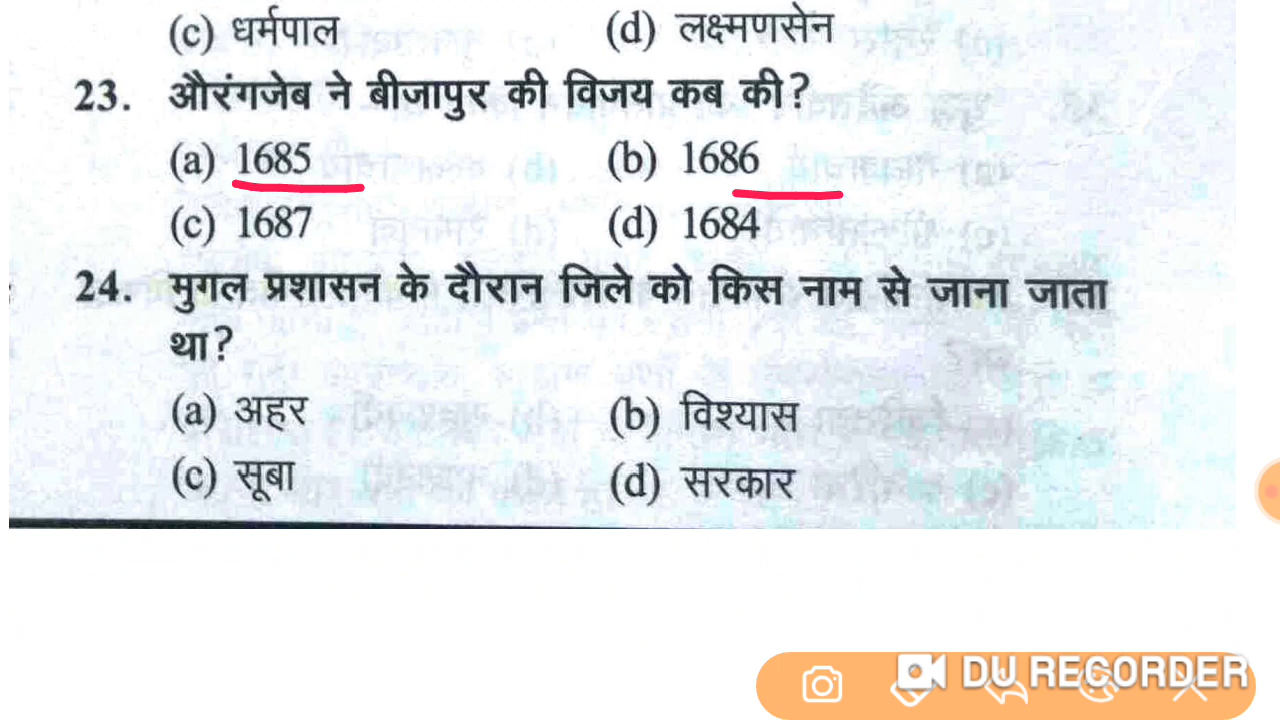 (c) धर्मपाल (d) लक्ष्मणसेन
23. औरंगजेब ने बीजापुर की विजय कब की?
(a) 1685 (b) 1686
(c) 1687 (d) 1684
24. मुगल प्रशासन के दौरान जिले को किस नाम से जाना जाता
था?
(a) अहर (b) विश्यास
(c) सूबा (d) सरकार
DU RECORDER